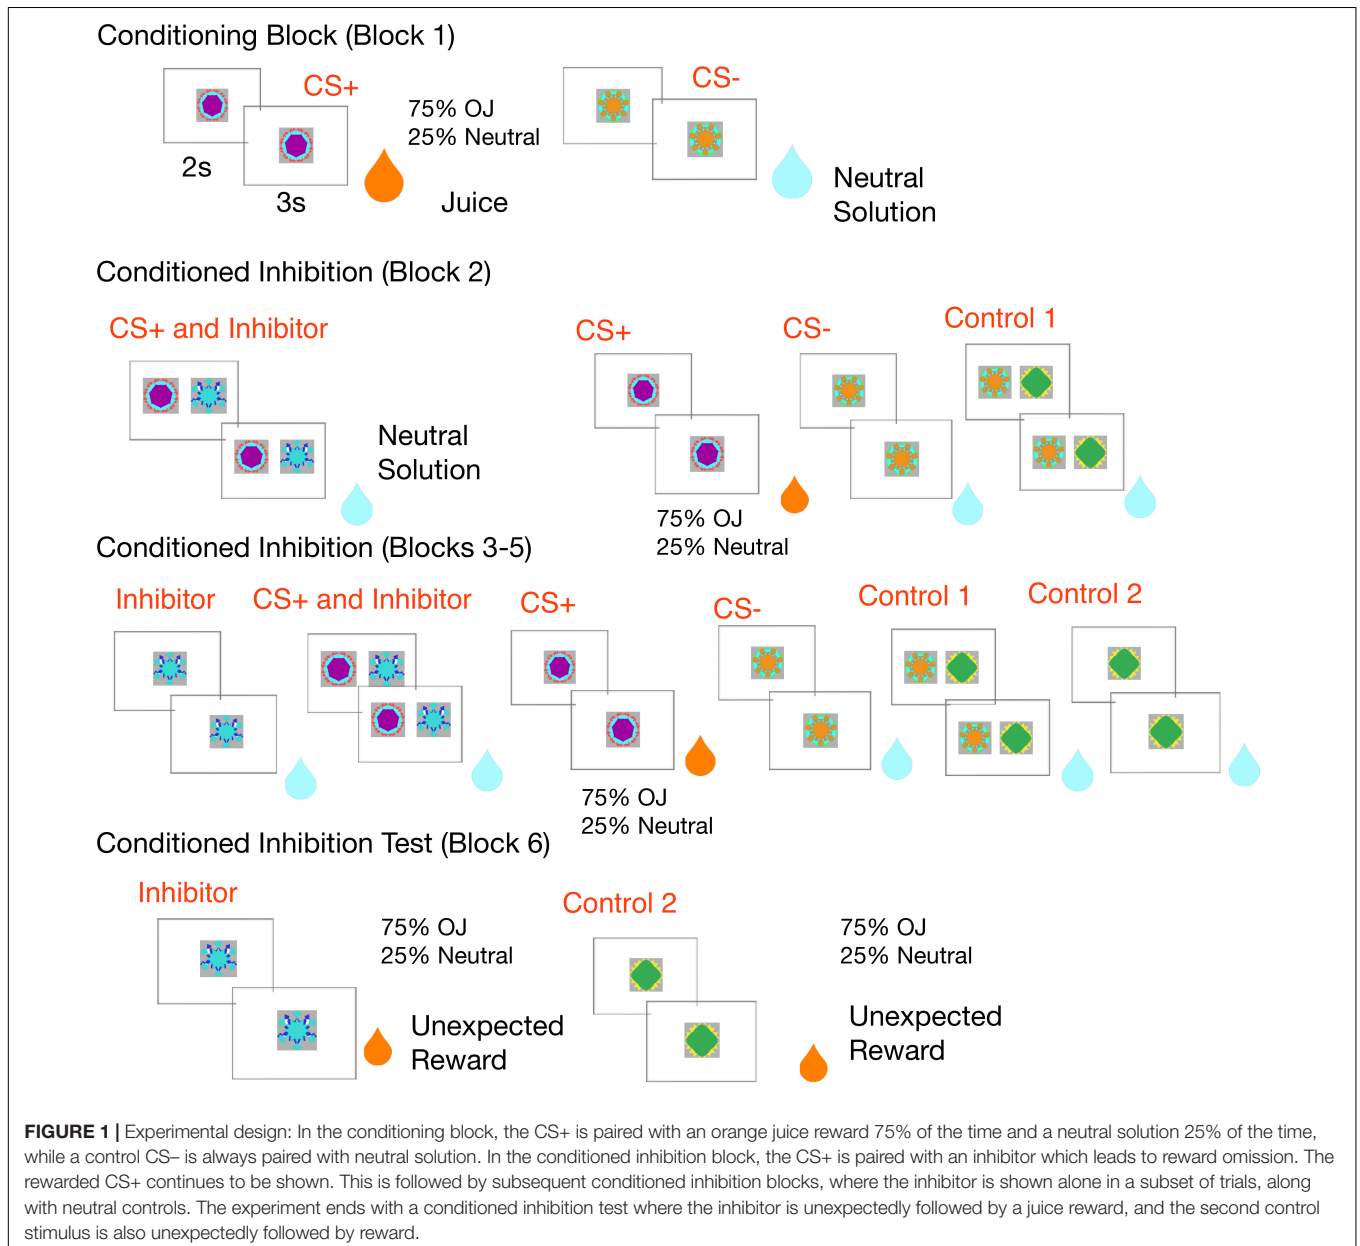 Conditioning Block (Block 1)
CS+
75% OJ
25% Neutral
2s
3s
Juice
CS-
Neutral
Solution
Conditioned Inhibition (Block 2)
CS+ and Inhibitor
Neutral
Solution
CS+
75% OJ
25% Neutral
CS-
Control 1
Conditioned Inhibition (Blocks 3-5)
Inhibitor
CS+ and Inhibitor
CS+
75% OJ
25% Neutral
CS-
Control 1
Control 2
Conditioned Inhibition Test (Block 6)
Inhibitor
75% OJ
25% Neutral
Unexpected
Reward
Control 2
75% OJ
25% Neutral
Unexpected
Reward
FIGURE 1 | Experimental design: In the conditioning block, the CS+ is paired with an orange juice reward 75% of the time and a neutral solution 25% of the time,
while a control CS– is always paired with neutral solution. In the conditioned inhibition block, the CS+ is paired with an inhibitor which leads to reward omission. The
rewarded CS+ continues to be shown. This is followed by subsequent conditioned inhibition blocks, where the inhibitor is shown alone in a subset of trials, along
with neutral controls. The experiment ends with a conditioned inhibition test where the inhibitor is unexpectedly followed by a juice reward, and the second control
stimulus is also unexpectedly followed by reward.